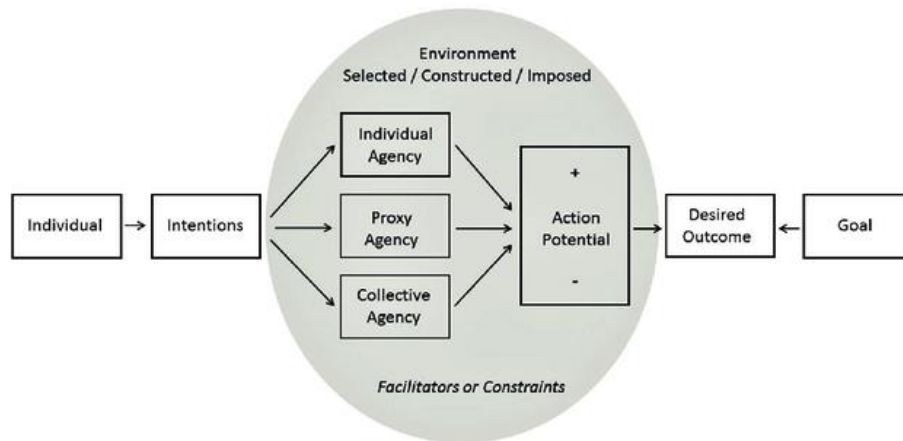 Environment
Selected / Constructed / Imposed
Individual
Intentions
Individual
Agency
Proxy
Agency
Collective
Agency
+
Action
Potential
-
Desired
Outcome
Goal
Facilitators or Constraints